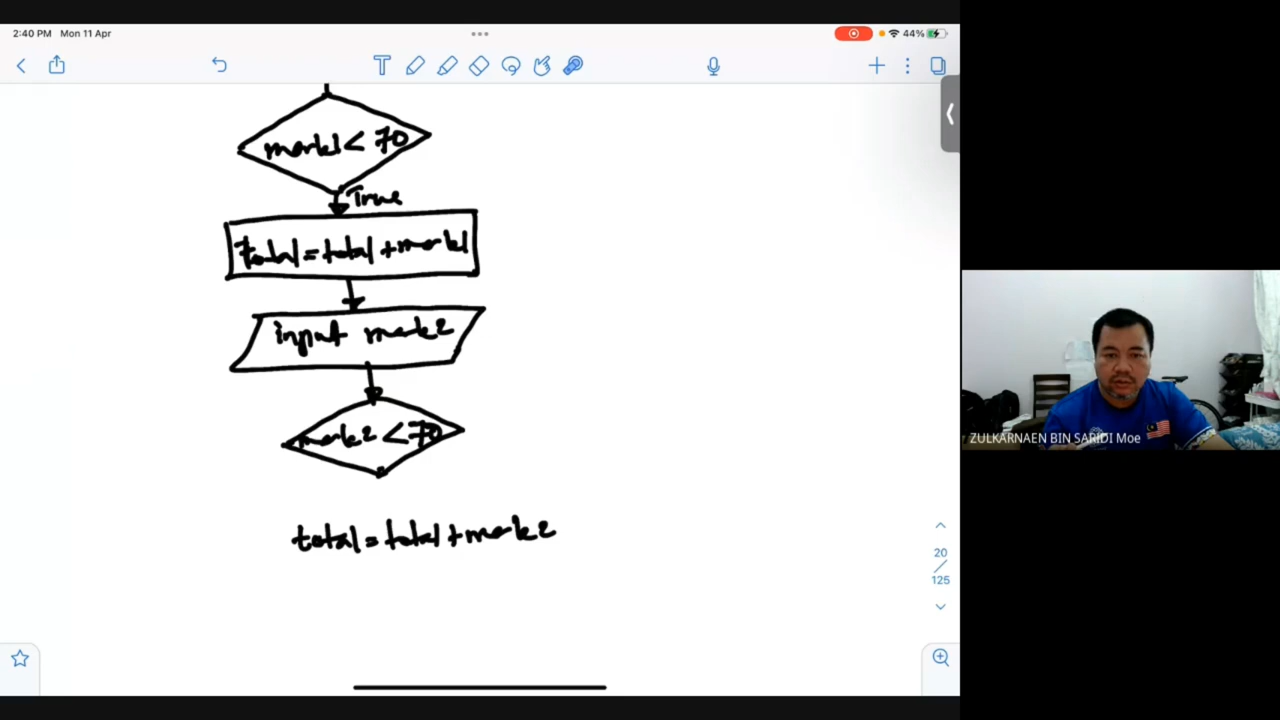 2:40 PM Mon 11 Apr
44%
mark1 < 70
True
total = total + mark1
input mark2
mark2 < 70
total = total + mark2
20
125
ZULKARNAEN BIN SARIDI Moe